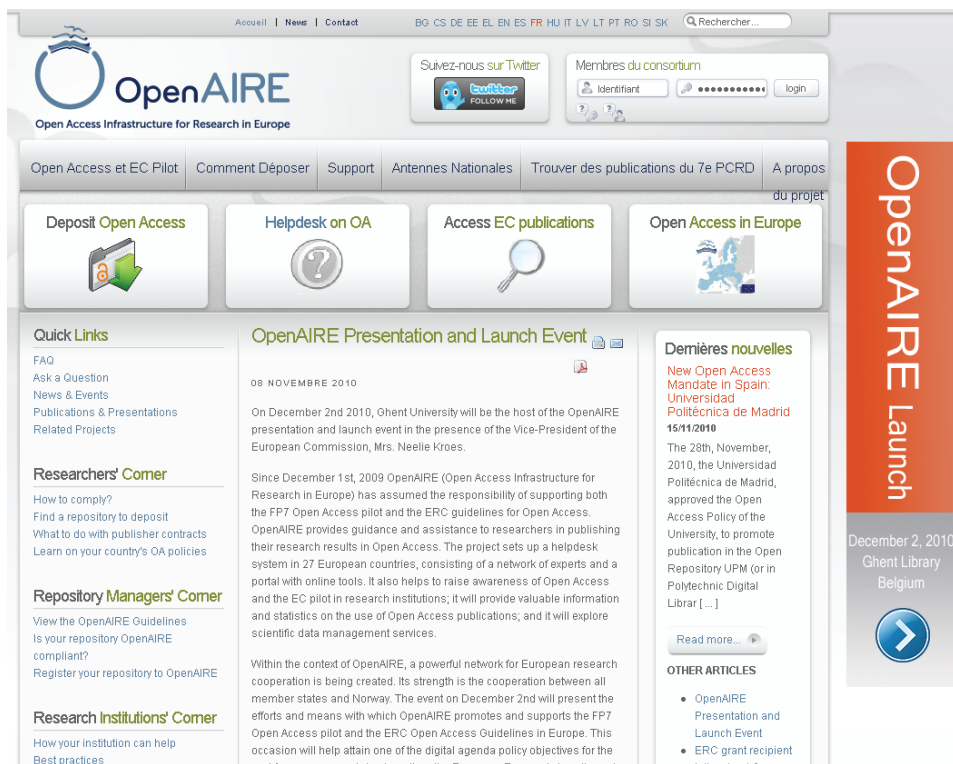 Accueil | News | Contact
BG CS DE EE EL EN ES FR HU IT LV LT PT RO SI SK
Rechercher...
OpenAIRE
Open Access Infrastructure for Research in Europe
Suivez-nous sur Twitter
twitter
FOLLOW ME
Membres du consortium
Identifiant
login
Open Access et EC Pilot
Comment Déposer
Support
Antennes Nationales
Trouver des publications du 7e PCRD
A propos
du projet
Deposit Open Access
Helpdesk on OA
Access EC publications
Open Access in Europe
Quick Links
FAQ
Ask a Question
News & Events
Publications & Presentations
Related Projects
Researchers' Corner
How to comply?
Find a repository to deposit
What to do with publisher contracts
Learn on your country's OA policies
Repository Managers' Corner
View the OpenAIRE Guidelines
Is your repository OpenAIRE
compliant?
Register your repository to OpenAIRE
Research Institutions' Corner
How your institution can help
Best practices
OpenAIRE Presentation and Launch Event
08 NOVEMBRE 2010
On December 2nd 2010, Ghent University will be the host of the OpenAIRE
presentation and launch event in the presence of the Vice-President of the
European Commission, Mrs. Neelie Kroes.
Since December 1st, 2009 OpenAIRE (Open Access Infrastructure for
Research in Europe) has assumed the responsibility of supporting both
the FP7 Open Access pilot and the ERC guidelines for Open Access.
OpenAIRE provides guidance and assistance to researchers in publishing
their research results in Open Access. The project sets up a helpdesk
system in 27 European countries, consisting of a network of experts and a
portal with online tools. It also helps to raise awareness of Open Access
and the EC pilot in research institutions; it will provide valuable information
and statistics on the use of Open Access publications; and it will explore
scientific data management services.
Within the context of OpenAIRE, a powerful network for European research
cooperation is being created. Its strength is the cooperation between all
member states and Norway. The event on December 2nd will present the
efforts and means with which OpenAIRE promotes and supports the FP7
Open Access pilot and the ERC Open Access Guidelines in Europe. This
occasion will help attain one of the digital agenda policy objectives for the
Dernières nouvelles
New Open Access
Mandate in Spain:
Universidad
Politécnica de Madrid
15/11/2010
The 28th, November,
2010, the Universidad
Politécnica de Madrid,
approved the Open
Access Policy of the
University, to promote
publication in the Open
Repository UPM (or in
Polytechnic Digital
Librar [ ... ]
Read more...
OTHER ARTICLES
OpenAIRE
Presentation and
Launch Event
ERC grant recipient
OpenAIRE Launch
December 2, 2010
Ghent Library
Belgium